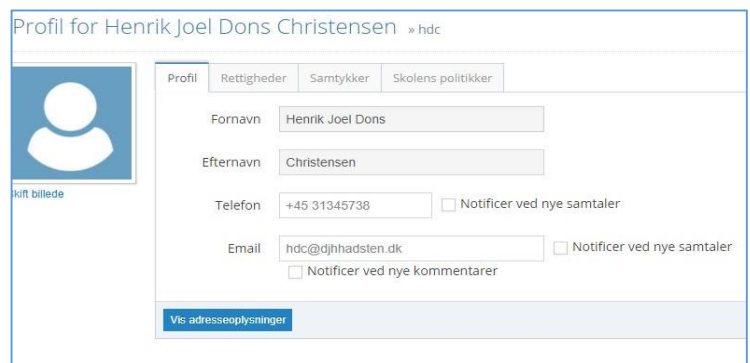 Profil for Henrik Joel Dons Christensen » hdc
Profil Rettigheder Samtykker Skolens politikker
Fornavn Henrik Joel Dons
Efternavn Christensen
kift billede
Telefon +45 31345738 Notificer ved nye samtaler
Email hdc@djhhadsten.dk Notificer ved nye samtaler
Notificer ved nye kommentarer
Vis adresseoplysninger